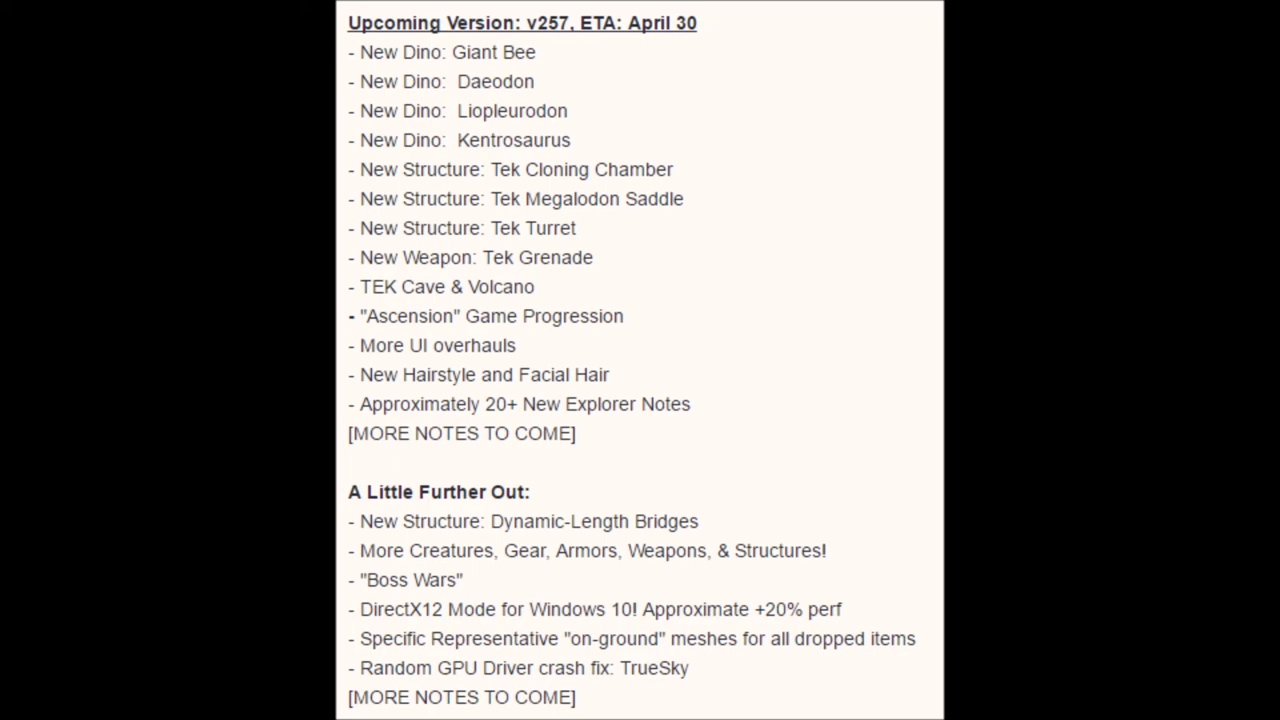 Upcoming Version: v257, ETA: April 30
- New Dino: Giant Bee
- New Dino:  Daeodon
- New Dino:  Liopleurodon
- New Dino:  Kentrosaurus
- New Structure: Tek Cloning Chamber
- New Structure: Tek Megalodon Saddle
- New Structure: Tek Turret
- New Weapon: Tek Grenade
- TEK Cave & Volcano
- "Ascension" Game Progression
- More UI overhauls
- New Hairstyle and Facial Hair
- Approximately 20+ New Explorer Notes
[MORE NOTES TO COME]
A Little Further Out:
- New Structure: Dynamic-Length Bridges
- More Creatures, Gear, Armors, Weapons, & Structures!
- "Boss Wars"
- DirectX12 Mode for Windows 10! Approximate +20% perf
- Specific Representative "on-ground" meshes for all dropped items
- Random GPU Driver crash fix: TrueSky
[MORE NOTES TO COME]